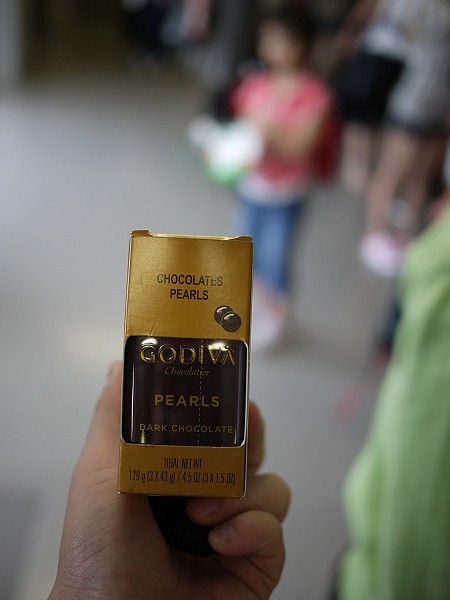 CHOCOLATES
PEARLS
GODIVA
Chocolatier
PEARLS
DARK CHOCOLATE
TOTAL NET WT
129 g (3 X 43 g) / 4.5 OZ (3 X 1.5 OZ)